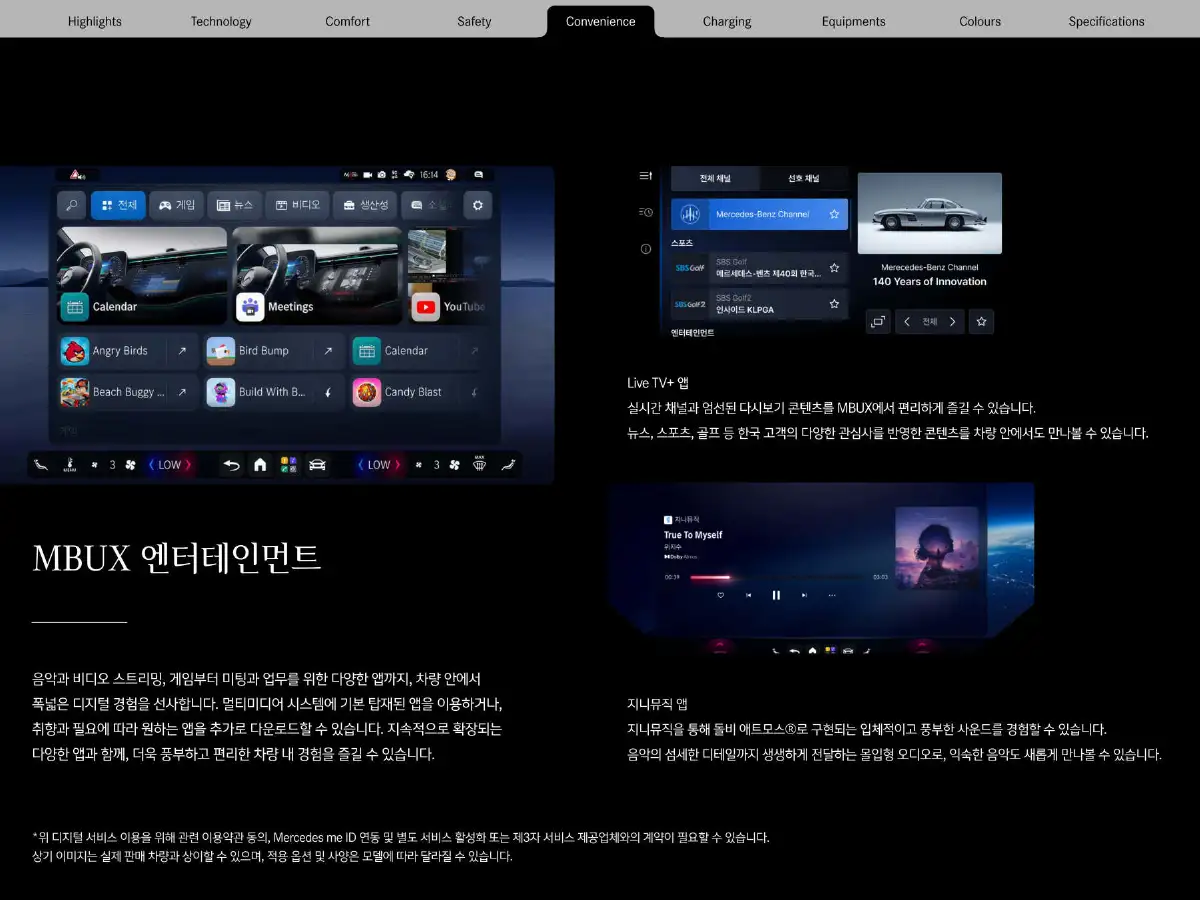 Highlights
Technology
Comfort
Safety
Convenience
Charging
Equipments
Colours
Specifications
16:14
전체
게임
뉴스
비디오
생산성
Calendar
Meetings
YouTube
Angry Birds
Bird Bump
Calendar
Beach Buggy ...
Build With B...
Candy Blast
MENU
3
LOW
LOW
3
MAX
MBUX 엔터테인먼트
음악과 비디오 스트리밍, 게임부터 미팅과 업무를 위한 다양한 앱까지, 차량 안에서
폭넓은 디지털 경험을 선사합니다. 멀티미디어 시스템에 기본 탑재된 앱을 이용하거나,
취향과 필요에 따라 원하는 앱을 추가로 다운로드할 수 있습니다. 지속적으로 확장되는
다양한 앱과 함께, 더욱 풍부하고 편리한 차량 내 경험을 즐길 수 있습니다.
전체 채널
선호 채널
Mercedes-Benz Channel
스포츠
SBS Golf
SBS Golf
메르세데스-벤츠 제40회 한국...
SBS Golf 2
SBS Golf2
인사이드 KLPGA
엔터테인먼트
Merecedes-Benz Channel
140 Years of Innovation
전체
Live TV+ 앱
실시간 채널과 엄선된 다시보기 콘텐츠를 MBUX에서 편리하게 즐길 수 있습니다.
뉴스, 스포츠, 골프 등 한국 고객의 다양한 관심사를 반영한 콘텐츠를 차량 안에서도 만나볼 수 있습니다.
지니뮤직
True To Myself
위지수
Dolby Atmos
00:39
03:03
지니뮤직 앱
지니뮤직을 통해 돌비 애트모스®로 구현되는 입체적이고 풍부한 사운드를 경험할 수 있습니다.
음악의 섬세한 디테일까지 생생하게 전달하는 몰입형 오디오로, 익숙한 음악도 새롭게 만나볼 수 있습니다.
*위 디지털 서비스 이용을 위해 관련 이용약관 동의, Mercedes me ID 연동 및 별도 서비스 활성화 또는 제3자 서비스 제공업체와의 계약이 필요할 수 있습니다.
상기 이미지는 실제 판매 차량과 상이할 수 있으며, 적용 옵션 및 사양은 모델에 따라 달라질 수 있습니다.